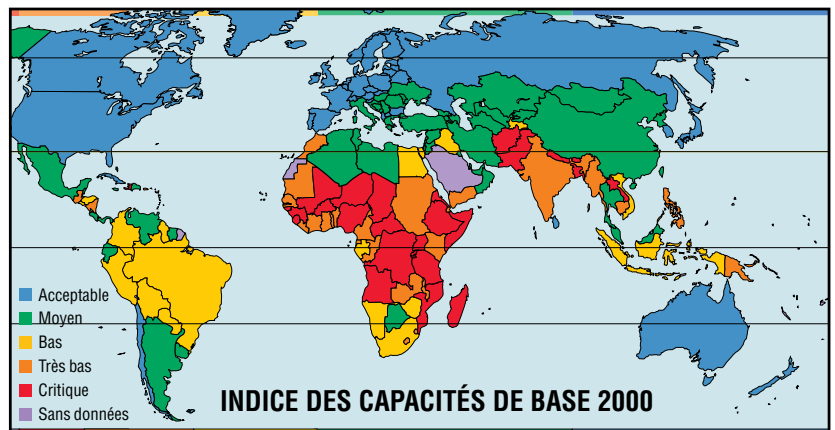 Acceptable
Moyen
Bas
Très bas
Critique
Sans données
INDICE DES CAPACITÉS DE BASE 2000